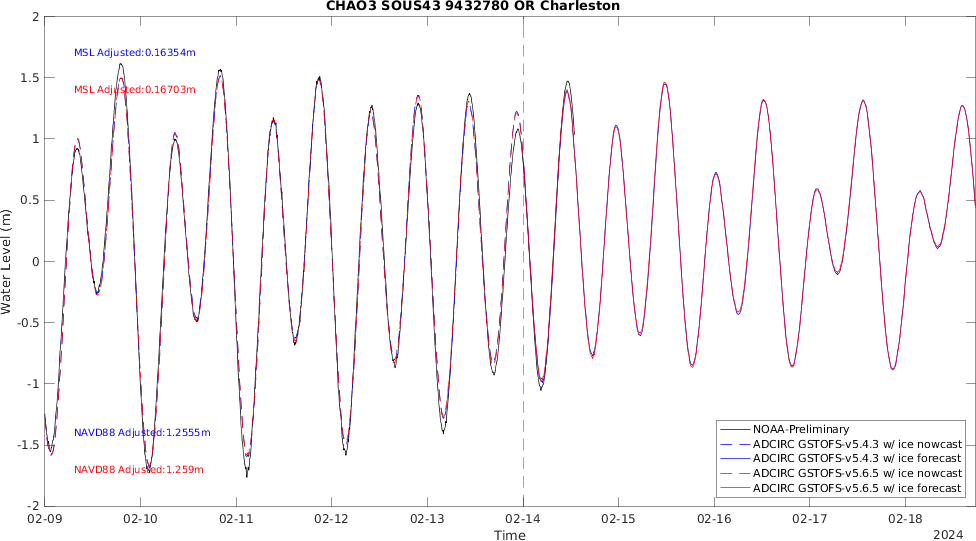 CHAO3 SOUS43 9432780 OR Charleston
2
1.5
1
0.5
0
-0.5
-1
-1.5
-2
Water Level (m)
MSL Adjusted:0.16354m
MSL Adjusted:0.16703m
NAVD88 Adjusted:1.2555m
NAVD88 Adjusted:1.259m
NOAA-Preliminary
ADCIRC GSTOFS-v5.4.3 w/ ice nowcast
ADCIRC GSTOFS-v5.4.3 w/ ice forecast
ADCIRC GSTOFS-v5.6.5 w/ ice nowcast
ADCIRC GSTOFS-v5.6.5 w/ ice forecast
02-09 02-10 02-11 02-12 02-13 02-14 02-15 02-16 02-17 02-18
Time
2024